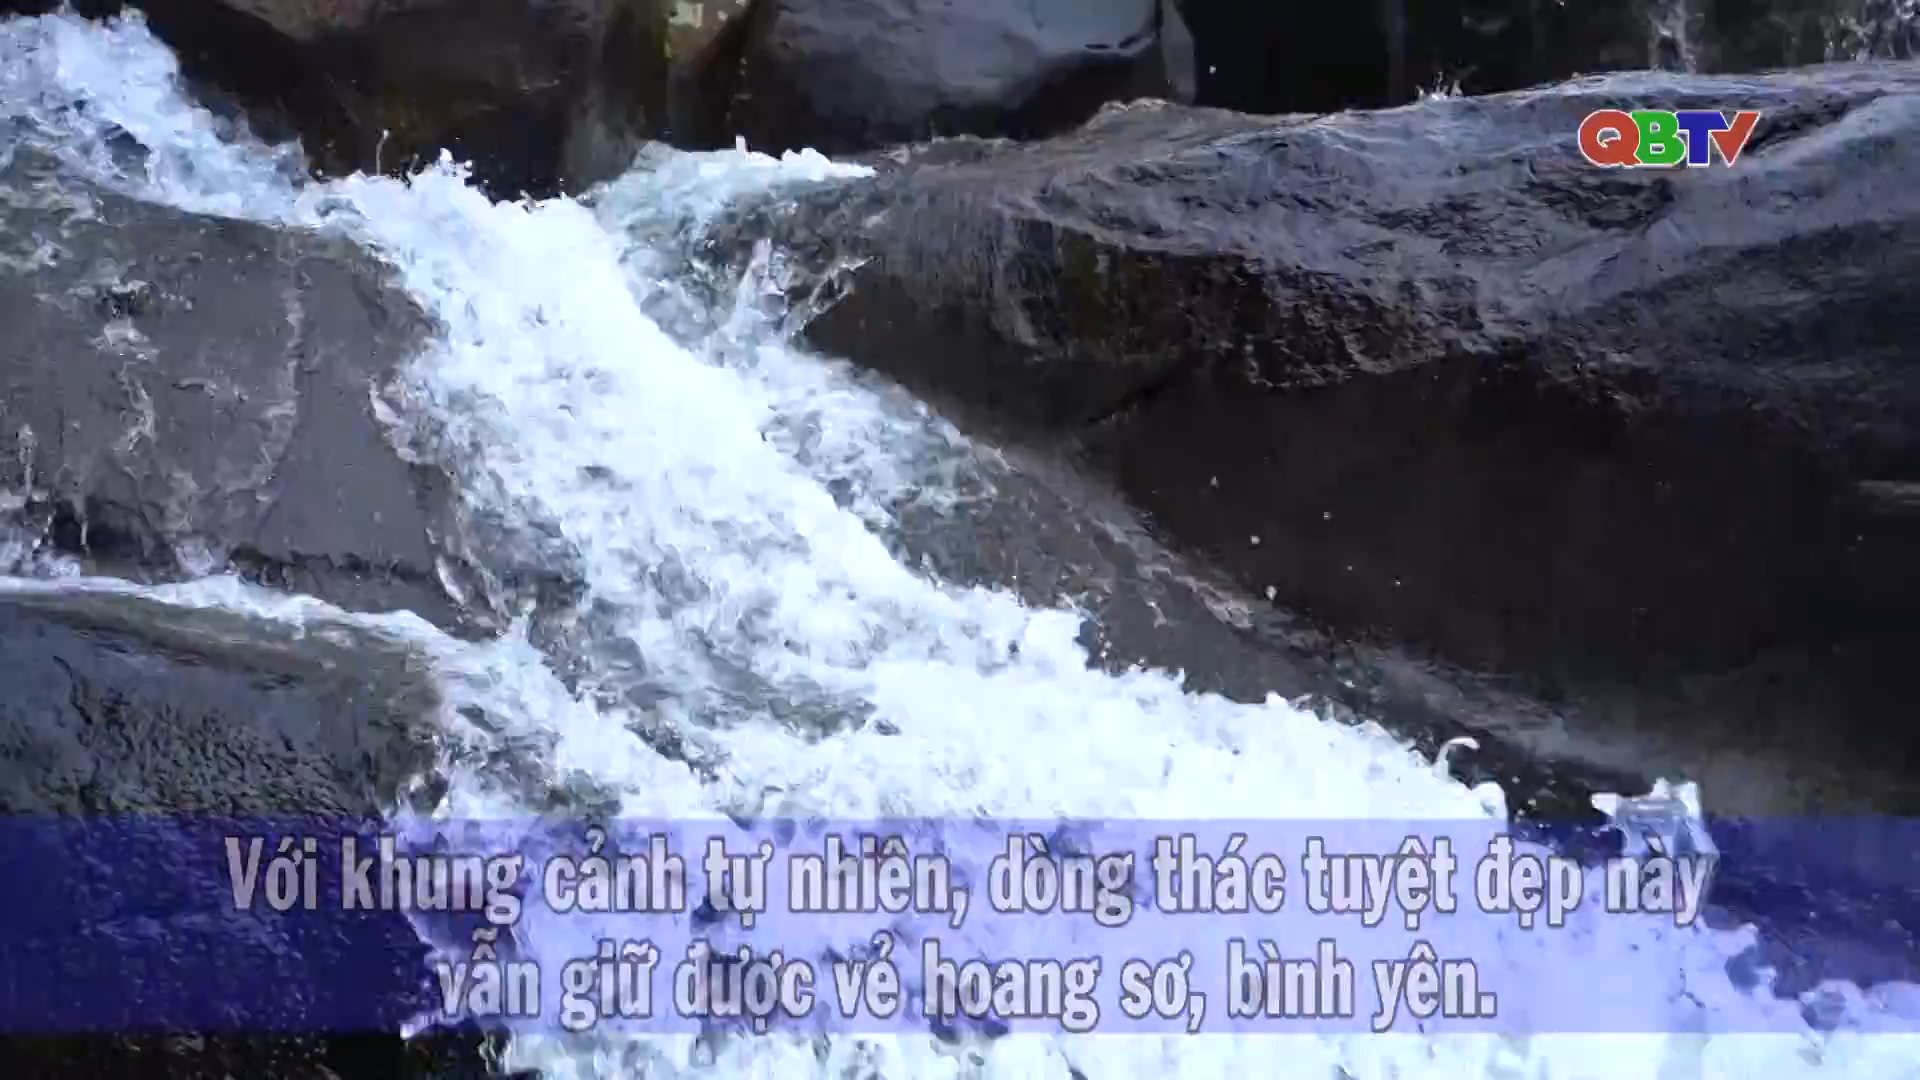 QBTV
Với khung cảnh tự nhiên, dòng thác tuyệt đẹp này
vẫn giữ được vẻ hoang sơ, bình yên.